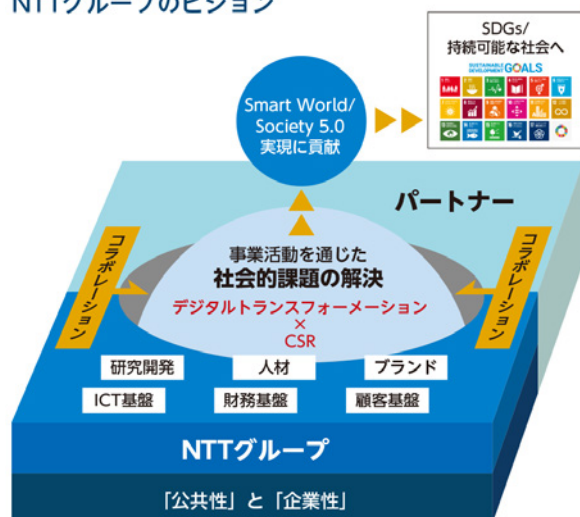 NTTグループのビジョン
SDGs/
持続可能な社会へ
SUSTAINABLE
DEVELOPMENT GOALS
Smart World/
Society 5.0
実現に貢献
パートナー
コラボレーション
コラボレーション
事業活動を通じた
社会的課題の解決
デジタルトランスフォーメーション
×
CSR
研究開発
人材
ブランド
ICT基盤
財務基盤
顧客基盤
NTTグループ
「公共性」と「企業性」